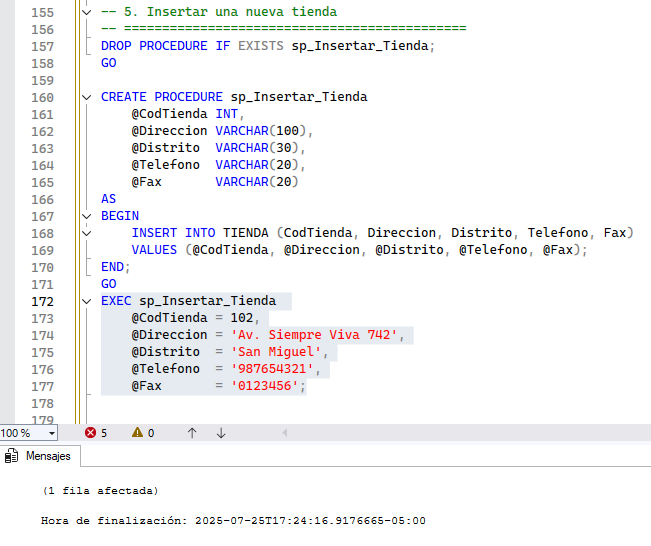 155 -- 5. Insertar una nueva tienda
156 -- ============================================
157 DROP PROCEDURE IF EXISTS sp_Insertar_Tienda;
158 GO
159
160 CREATE PROCEDURE sp_Insertar_Tienda
161 @CodTienda INT,
162 @Direccion VARCHAR(100),
163 @Distrito VARCHAR(30),
164 @Telefono VARCHAR(20),
165 @Fax VARCHAR(20)
166 AS
167 BEGIN
168 INSERT INTO TIENDA (CodTienda, Direccion, Distrito, Telefono, Fax)
169 VALUES (@CodTienda, @Direccion, @Distrito, @Telefono, @Fax);
170 END;
171 GO
172 EXEC sp_Insertar_Tienda
173 @CodTienda = 102,
174 @Direccion = 'Av. Siempre Viva 742',
175 @Distrito = 'San Miguel',
176 @Telefono = '987654321',
177 @Fax = '0123456';
178
179
100 % 5 0
Mensajes
(1 fila afectada)
Hora de finalización: 2025-07-25T17:24:16.9176665-05:00